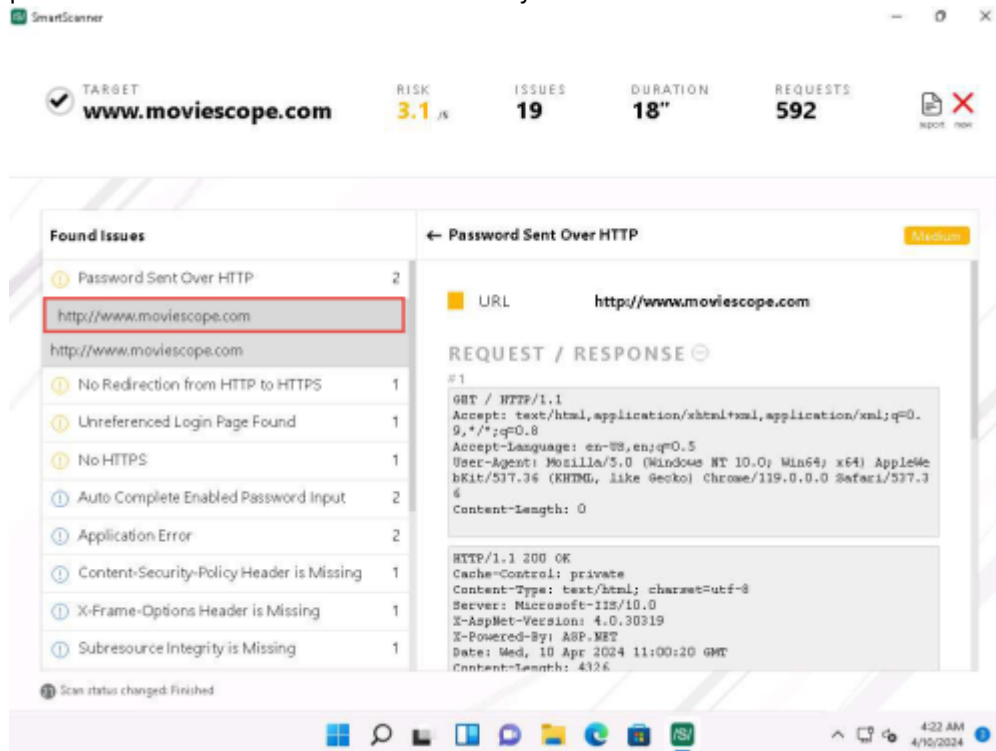 SmartScanner
TARGET
www.moviescope.com
RISK
3.1 /5
ISSUES
19
DURATION
18"
REQUESTS
592
report new
Found Issues
Password Sent Over HTTP 2
http://www.moviescope.com
http://www.moviescope.com
No Redirection from HTTP to HTTPS 1
Unreferenced Login Page Found 1
No HTTPS 1
Auto Complete Enabled Password Input 2
Application Error 2
Content-Security-Policy Header is Missing 1
X-Frame-Options Header is Missing 1
Subresource Integrity is Missing 1
← Password Sent Over HTTP Medium
URL http://www.moviescope.com
REQUEST / RESPONSE
#1
GET / HTTP/1.1
Accept: text/html,application/xhtml+xml,application/xml;q=0.
9,*/*;q=0.8
Accept-Language: en-US,en;q=0.5
User-Agent: Mozilla/5.0 (Windows NT 10.0; Win64; x64) AppleWe
bKit/537.36 (KHTML, like Gecko) Chrome/119.0.0.0 Safari/537.3
6
Content-Length: 0
HTTP/1.1 200 OK
Cache-Control: private
Content-Type: text/html; charset=utf-8
Server: Microsoft-IIS/10.0
X-AspNet-Version: 4.0.30319
X-Powered-By: ASP.NET
Date: Wed, 10 Apr 2024 11:00:20 GMT
Content-Length: 4326
Scan status changed: Finished
4:22 AM
4/10/2024